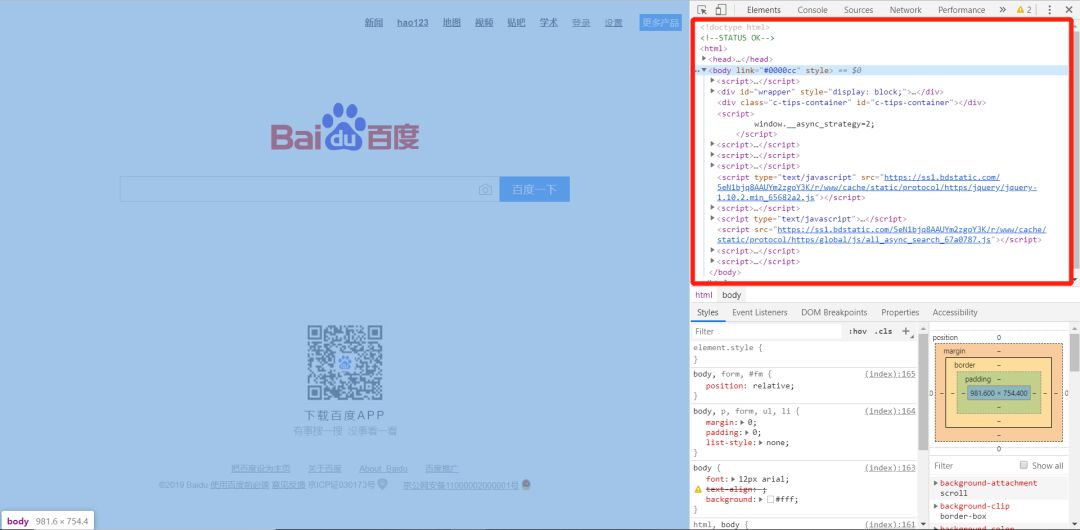 新闻 hao123 地图 视频 贴吧 学术 登录 设置 更多产品
Baidu百度
百度一下
下载百度APP
有事搜一搜 没事看一看
把百度设为主页 关于百度 About Baidu 百度推广
©2019 Baidu 使用百度前必读 意见反馈 京ICP证030173号 京公网安备11000002000001号
body 981.6 × 754.4
Elements Console Sources Network Performance » 2
<!doctype html>
<!--STATUS OK-->
<html>
<head>…</head>
<body link="#0000cc" style> == $0
<script>…</script>
<div id="wrapper" style="display: block;">…</div>
<div class="c-tips-container" id="c-tips-container"></div>
<script>
window.__async_strategy=2;
</script>
<script>…</script>
<script>…</script>
<script>…</script>
<script type="text/javascript" src="https://ss1.bdstatic.com/
5eN1bjq8AAUYm2zgoY3K/r/www/cache/static/protocol/https/jquery/jquery-
1.10.2.min_65682a2.js"></script>
<script>…</script>
<script type="text/javascript">…</script>
<script src="https://ss1.bdstatic.com/5eN1bjq8AAUYm2zgoY3K/r/www/cache/
static/protocol/https/global/js/all_async_search_67a0787.js"></script>
<script>…</script>
<script>…</script>
</body>
html body
Styles Event Listeners DOM Breakpoints Properties Accessibility
Filter :hov .cls +
element.style {
}
body, form, #fm { (index):165
position: relative;
}
body, p, form, ul, li { (index):164
margin: 0;
padding: 0;
list-style: none;
}
body { (index):163
font: 12px arial;
text-align: ;
background: #fff;
}
html, body {
position 0
margin –
border –
padding –
0 – – – 981.600 × 754.400 – – – 0
–
–
–
0
Filter Show all
background-attachment
scroll
background-clip
border-box
background-color